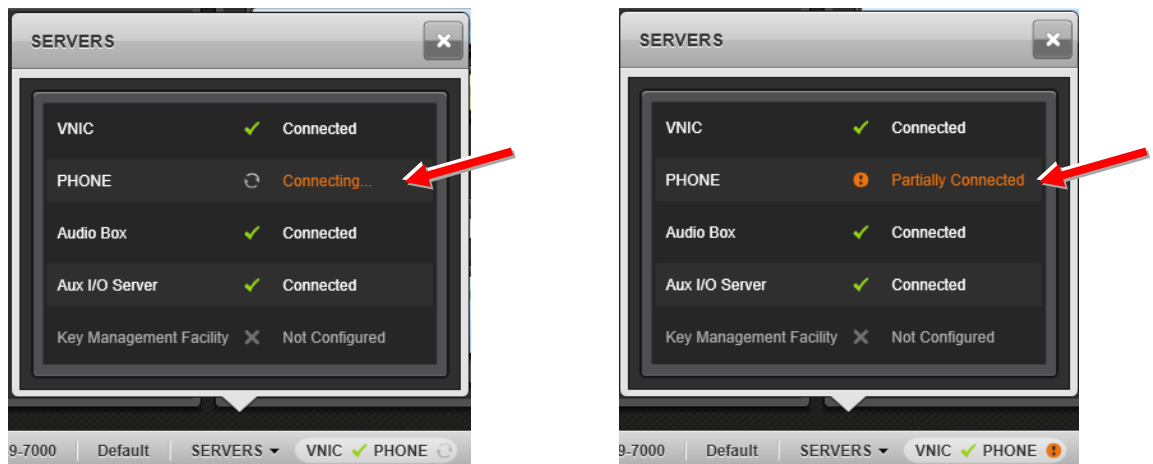 SERVERS
VNIC Connected
PHONE Connecting...
Audio Box Connected
Aux I/O Server Connected
Key Management Facility Not Configured
9-7000 Default SERVERS VNIC PHONE
SERVERS
VNIC Connected
PHONE Partially Connected
Audio Box Connected
Aux I/O Server Connected
Key Management Facility Not Configured
9-7000 Default SERVERS VNIC PHONE